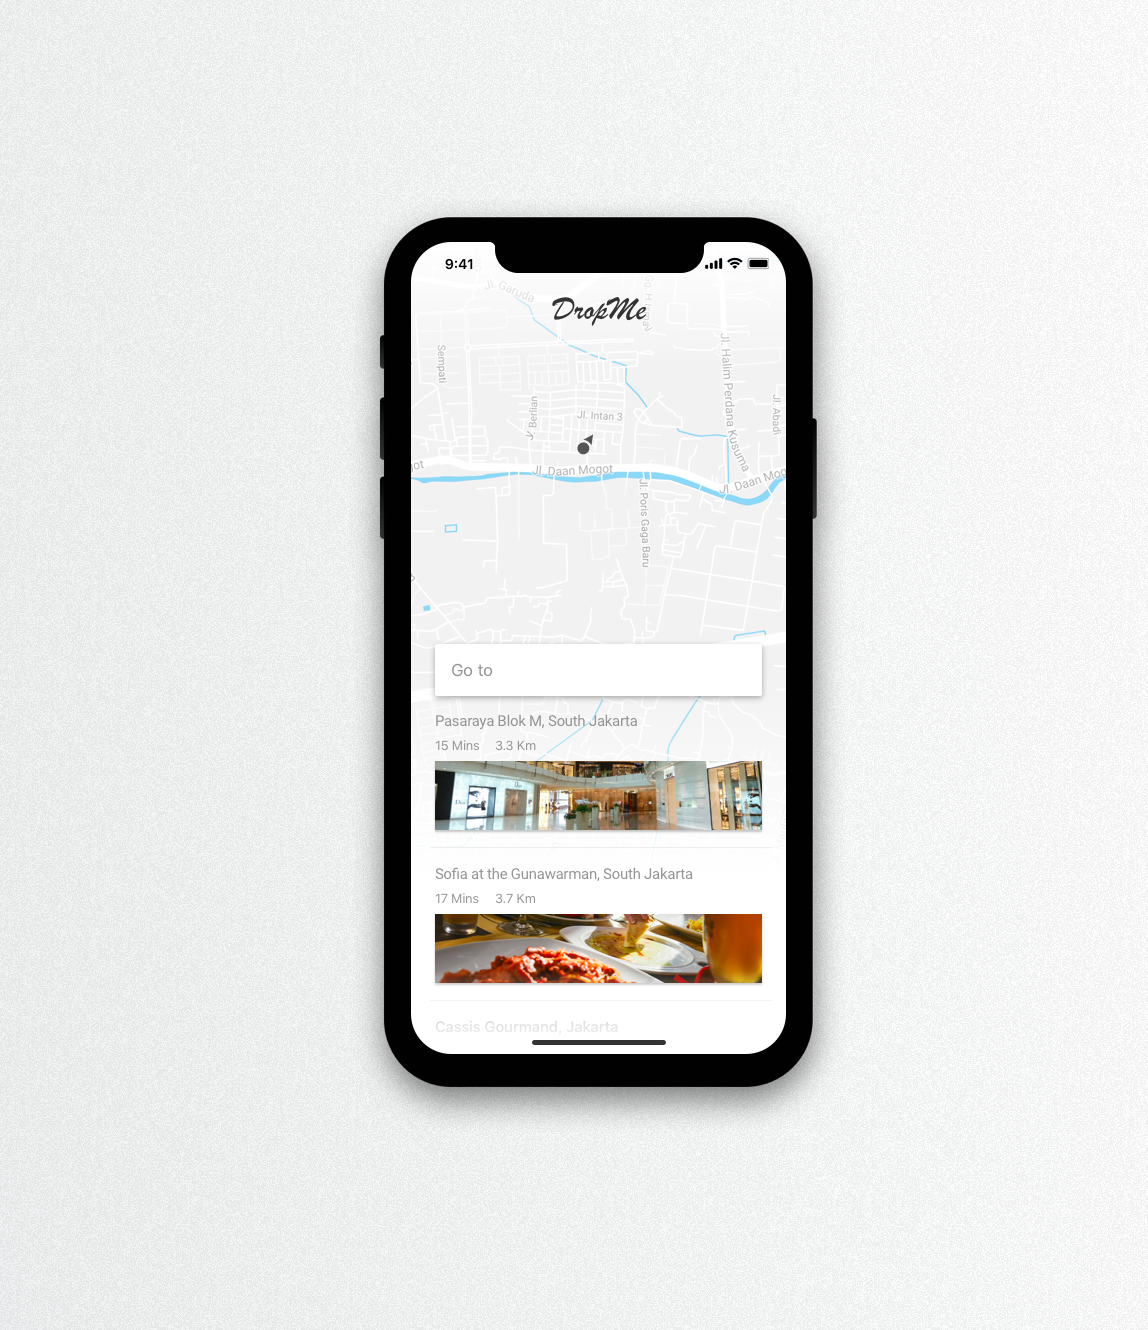 9:41
Jl. Garuda
DropMe
Sempati
Jl. Halim Perdana Kusuma
Jl. Abadi
Jl. Berlian
Jl. Intan 3
Jl. Daan Mogot
Jl. Daan Mog
Jl. Poris Gaga Baru
Go to
Pasaraya Blok M, South Jakarta
15 Mins 3.3 Km
Dior
Dior
Sofia at the Gunawarman, South Jakarta
17 Mins 3.7 Km
Cassis Gourmand, Jakarta